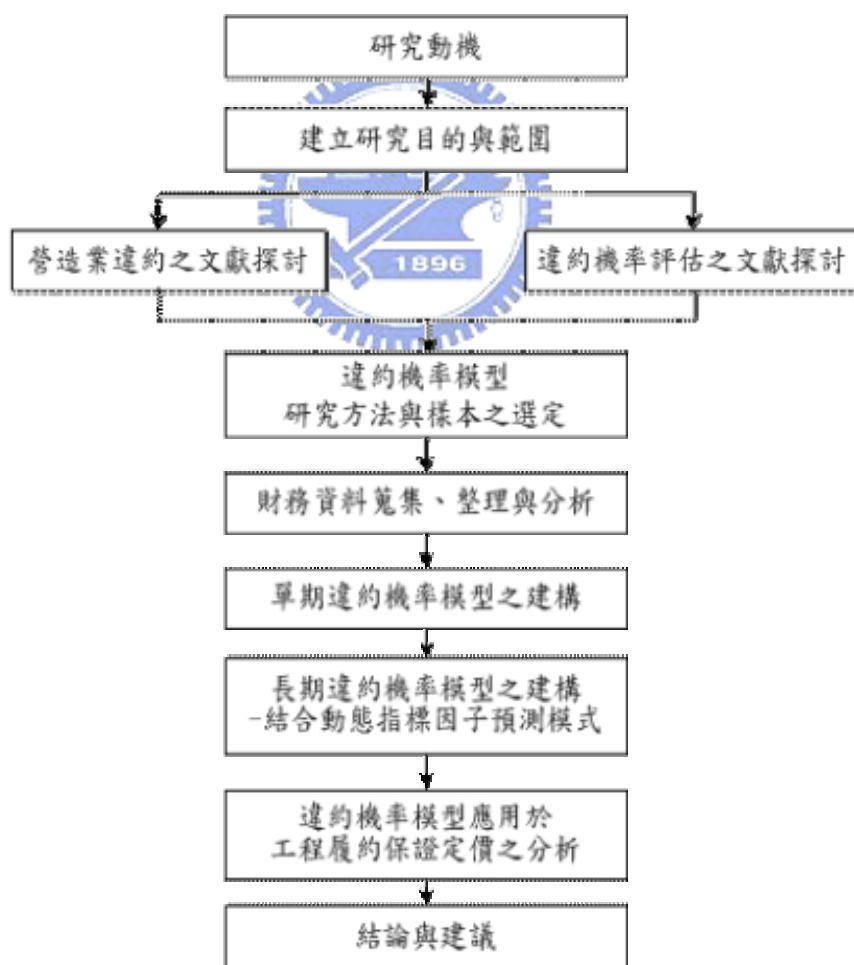 研究動機
建立研究目的與範圍
營造業違約之文獻探討
違約機率評估之文獻探討
1896
違約機率模型
研究方法與樣本之選定
財務資料蒐集、整理與分析
單期違約機率模型之建構
長期違約機率模型之建構
-結合動態指標因子預測模式
違約機率模型應用於
工程履約保證定價之分析
結論與建議